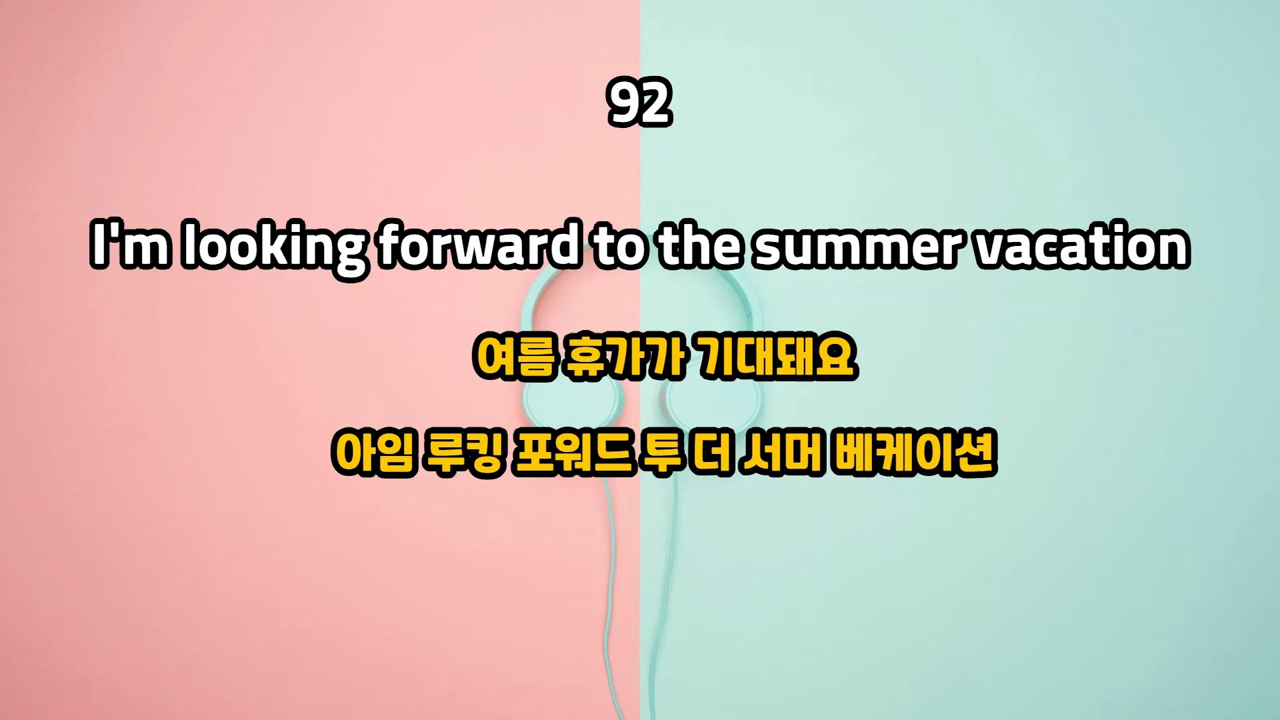 92
I'm looking forward to the summer vacation
여름 휴가가 기대돼요
아임 루킹 포워드 투 더 서머 베케이션